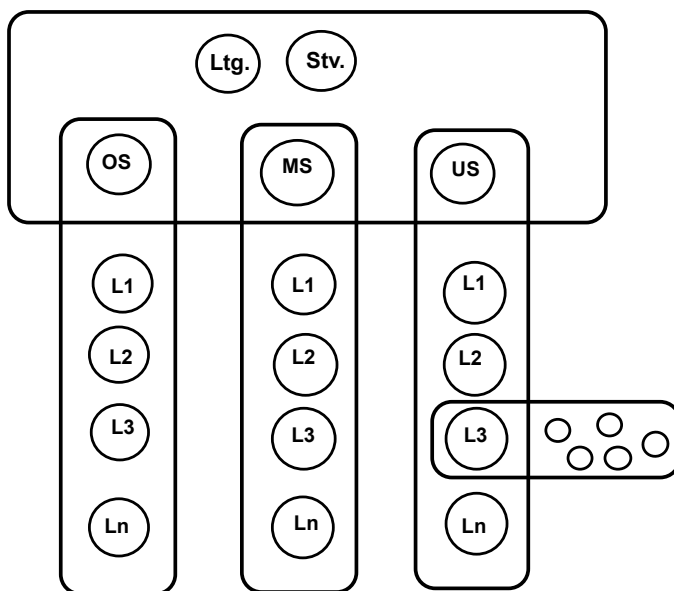 Ltg. Stv.
OS MS US
L1 L1 L1
L2 L2 L2
L3 L3 L3
Ln Ln Ln